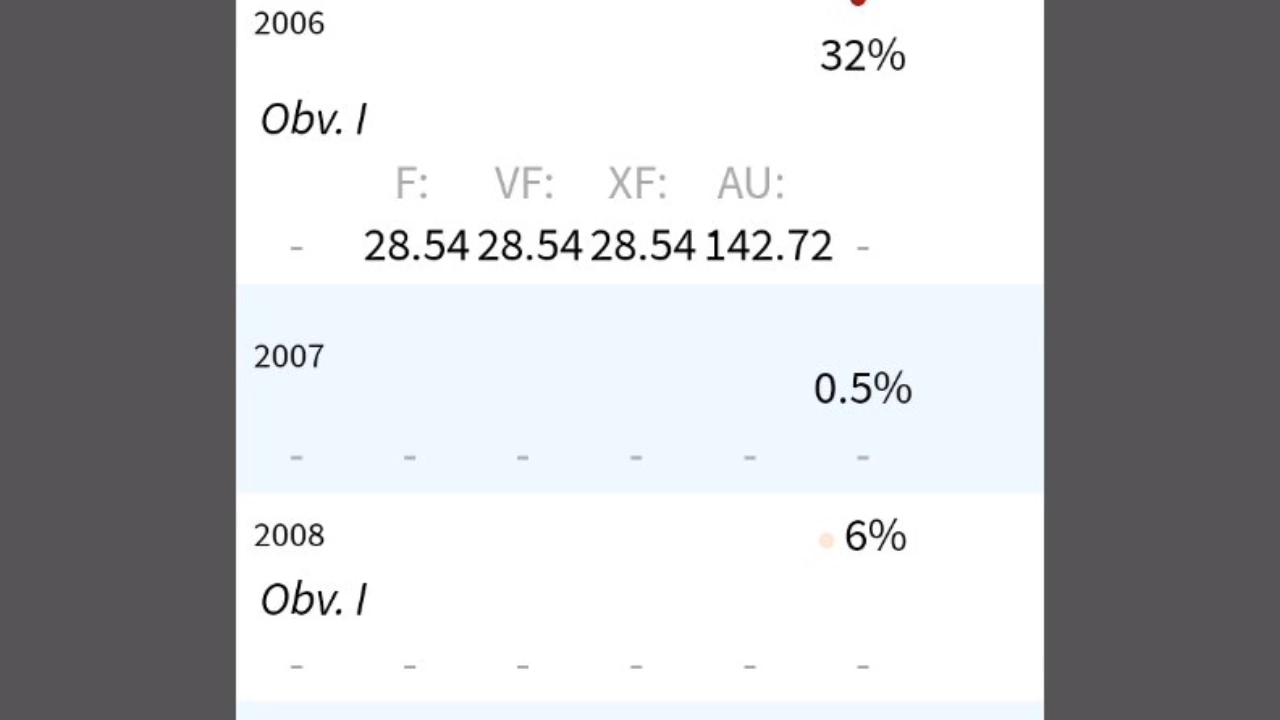 2006
32%
Obv. I
F: VF: XF: AU:
- 28.54 28.54 28.54 142.72 -
2007
0.5%
- - - - - -
2008
6%
Obv. I
- - - - - -